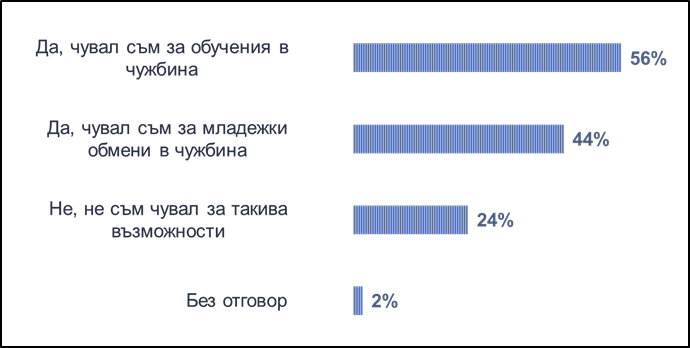 Да, чувал съм за обучения в
чужбина
56%
Да, чувал съм за младежки
обмени в чужбина
44%
Не, не съм чувал за такива
възможности
24%
Без отговор
2%